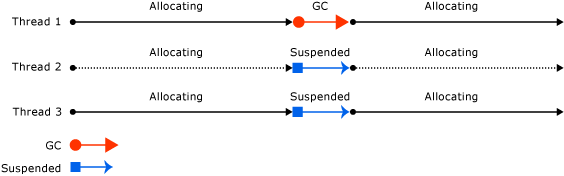 Allocating GC Allocating
Thread 1
Allocating Suspended Allocating
Thread 2
Allocating Suspended Allocating
Thread 3
GC
Suspended